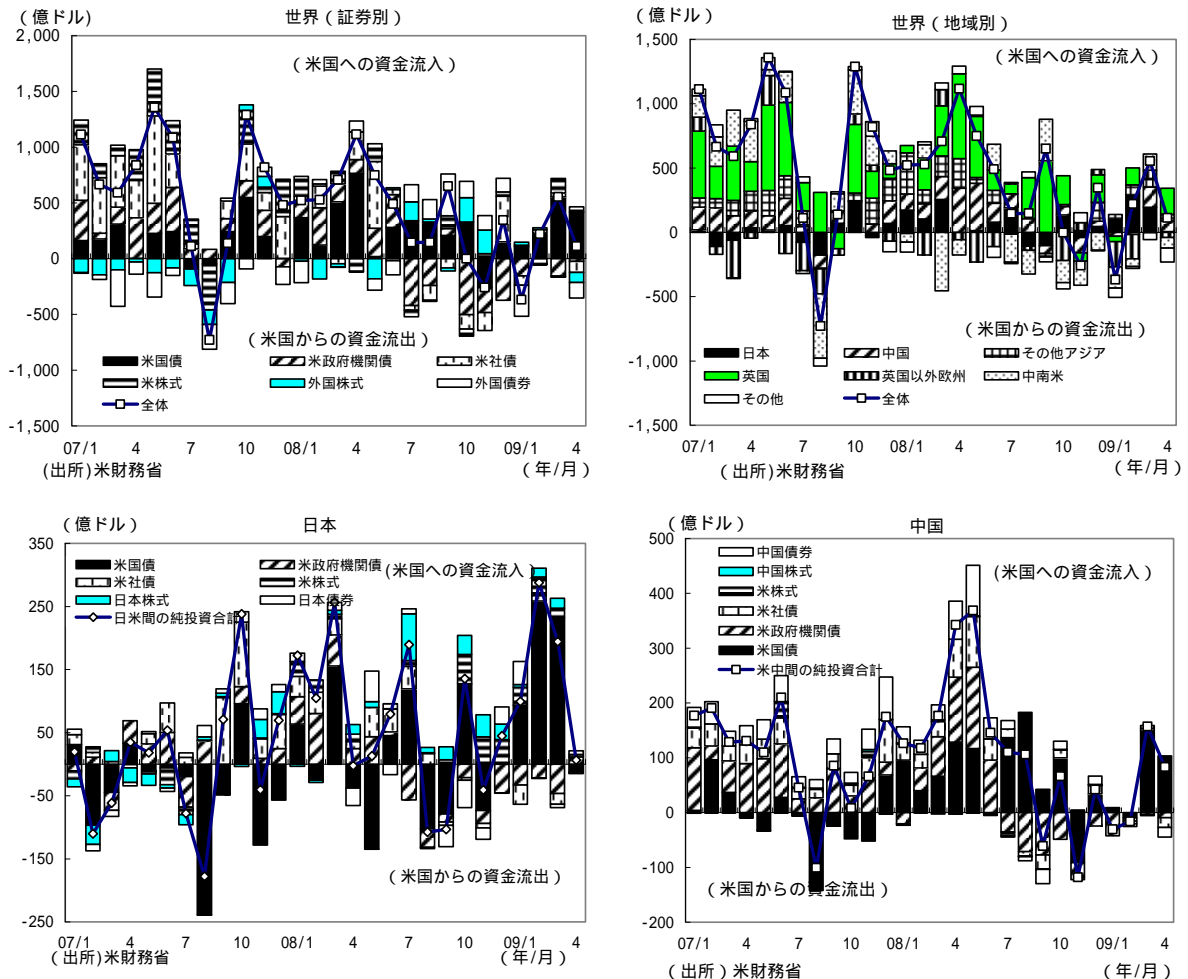 （億ドル）
世界（証券別）
2,000
1,500
1,000
500
0
-500
-1,000
-1,500
（米国への資金流入）
（米国からの資金流出）
米国債
米政府機関債
米社債
米株式
外国株式
外国債券
全体
07/1 4 7 10 08/1 4 7 10 09/1 4
(出所)米財務省
（年/月）
（億ドル）
世界（地域別）
1,500
1,000
500
0
-500
-1,000
-1,500
（米国への資金流入）
（米国からの資金流出）
日本
中国
その他アジア
英国
英国以外欧州
中南米
その他
全体
07/1 4 7 10 08/1 4 7 10 09/1 4
(出所)米財務省
（年/月）
（億ドル）
日本
350
250
150
50
-50
-150
-250
米国債
米政府機関債
米社債
米株式
日本株式
日本債券
日米間の純投資合計
(米国への資金流入）
（米国からの資金流出）
07/1 4 7 10 08/1 4 7 10 09/1 4
（出所)米財務省
（年/月）
（億ドル）
中国
500
400
300
200
100
0
-100
-200
中国債券
中国株式
米株式
米社債
米政府機関債
米国債
米中間の純投資合計
（米国への資金流入）
（米国からの資金流出）
07/1 4 7 10 08/1 4 7 10 09/1 4
（出所）米財務省
（年/月）